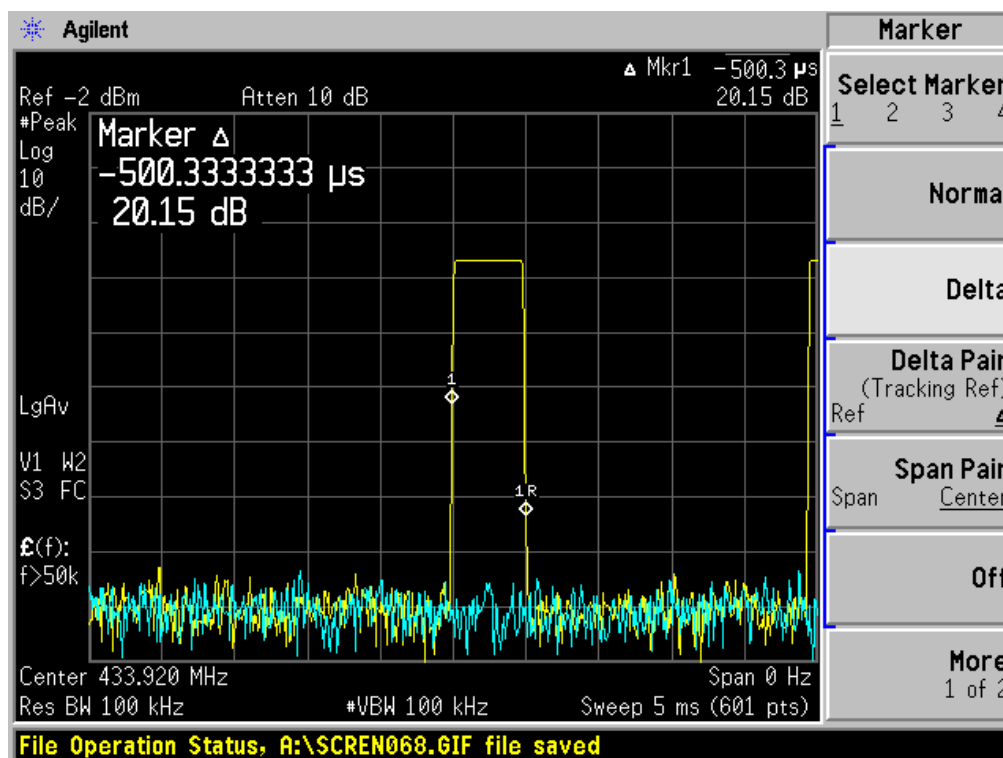 Agilent
Marker
Δ Mkr1 -500.3 µs
Ref -2 dBm Atten 10 dB 20.15 dB
#Peak
Log
10
dB/
Marker Δ
-500.3333333 µs
20.15 dB
1
1R
LgAv
V1 W2
S3 FC
£(f):
f>50k
Center 433.920 MHz Span 0 Hz
Res BW 100 kHz #VBW 100 kHz Sweep 5 ms (601 pts)
File Operation Status, A:\SCREN068.GIF file saved
Select Marker
1 2 3 4
Norma
Delta
Delta Pair
(Tracking Ref)
Ref Δ
Span Pair
Span Center
Off
More
1 of 2